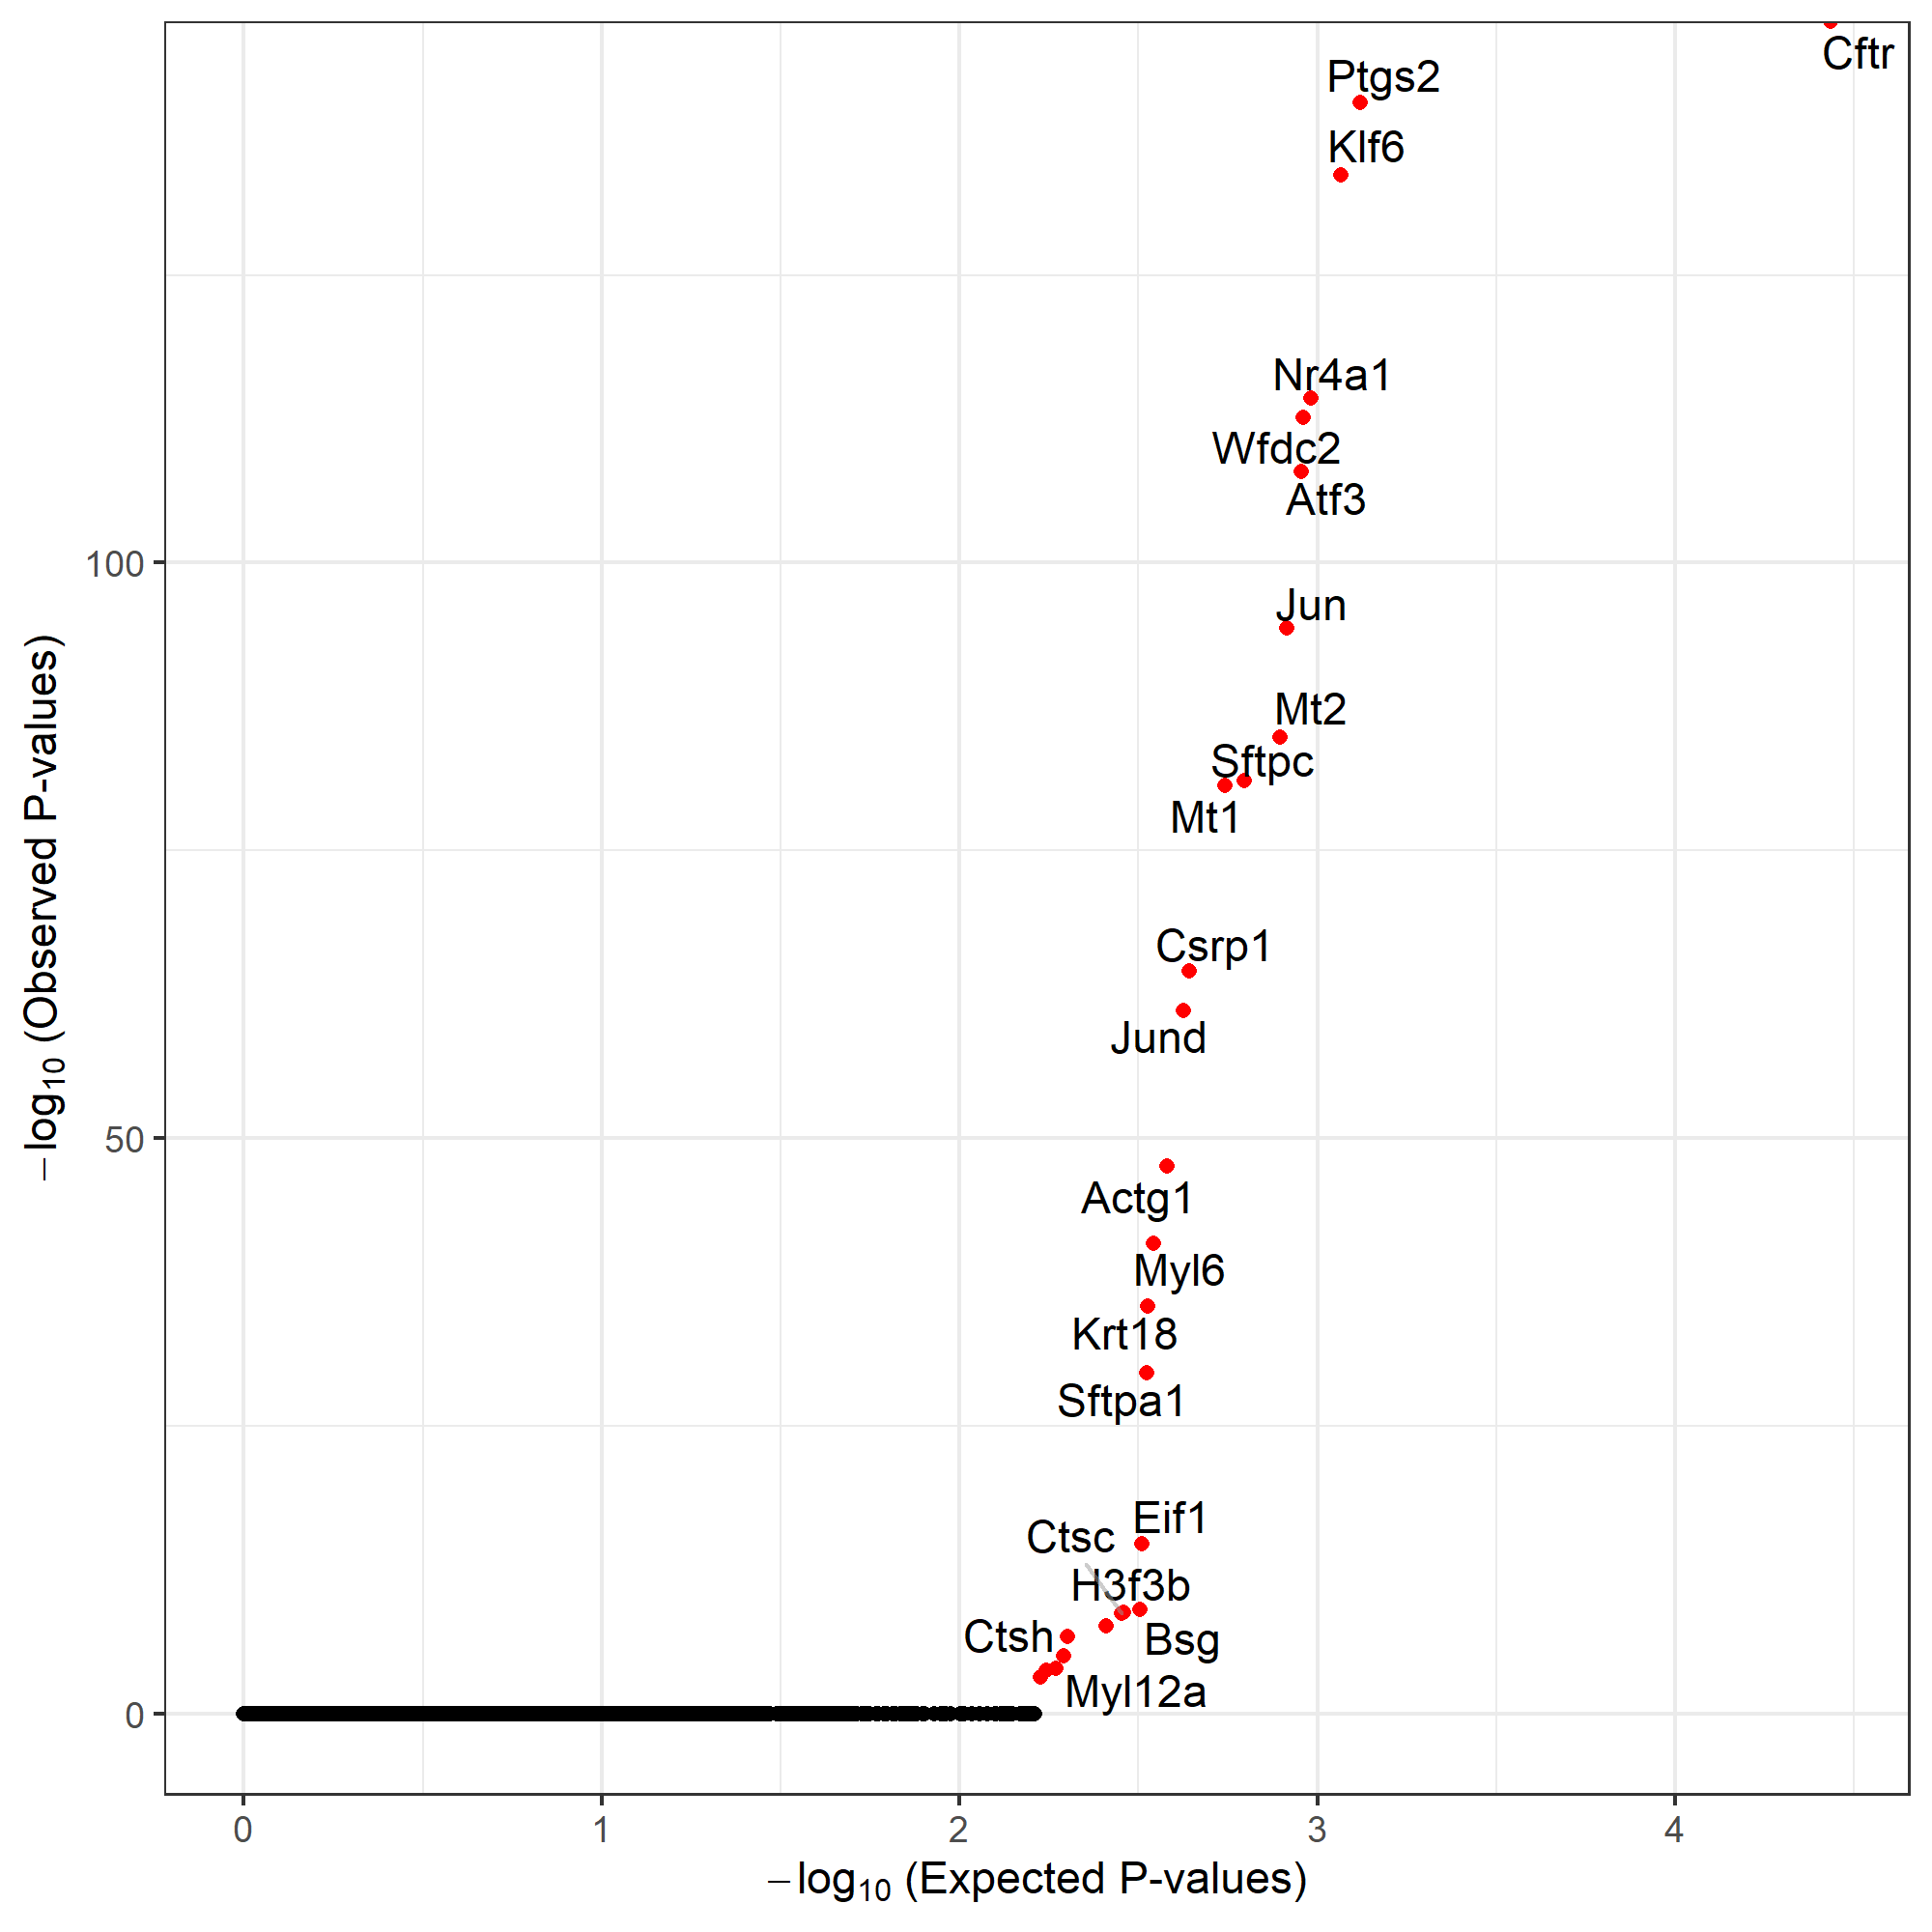 Cftr
Ptgs2
Klf6
Nr4a1
Wfdc2
Atf3
100
Jun
Mt2
Sftpc
Mt1
Csrp1
Jund
50
Actg1
Myl6
Krt18
Sftpa1
Eif1
Ctsc
H3f3b
Ctsh
Bsg
Myl12a
0
0 1 2 3 4
−log10 (Expected P-values)
−log10 (Observed P-values)